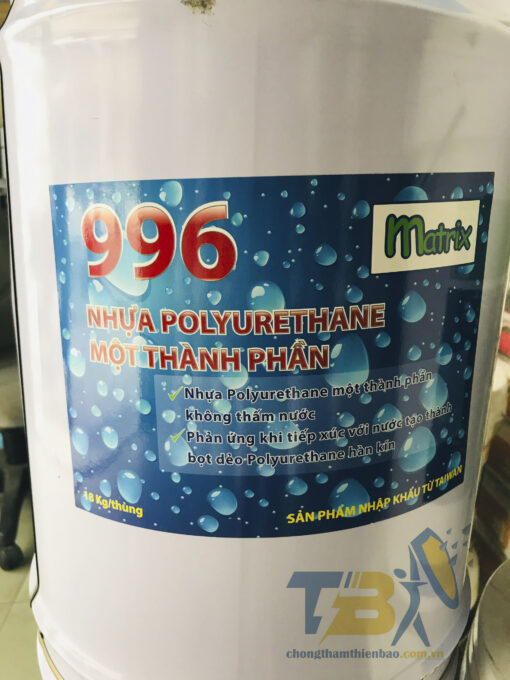 996
matrix
NHỰA POLYURETHANE
MỘT THÀNH PHẦN
Nhựa Polyurethane một thành phần
không thấm nước
Phản ứng khi tiếp xúc với nước tạo thành
bọt dẻo Polyurethane hàn kín
18 Kg/thùng
SẢN PHẨM NHẬP KHẨU TỪ TAIWAN
TB
chongthamthienbao.com.vn